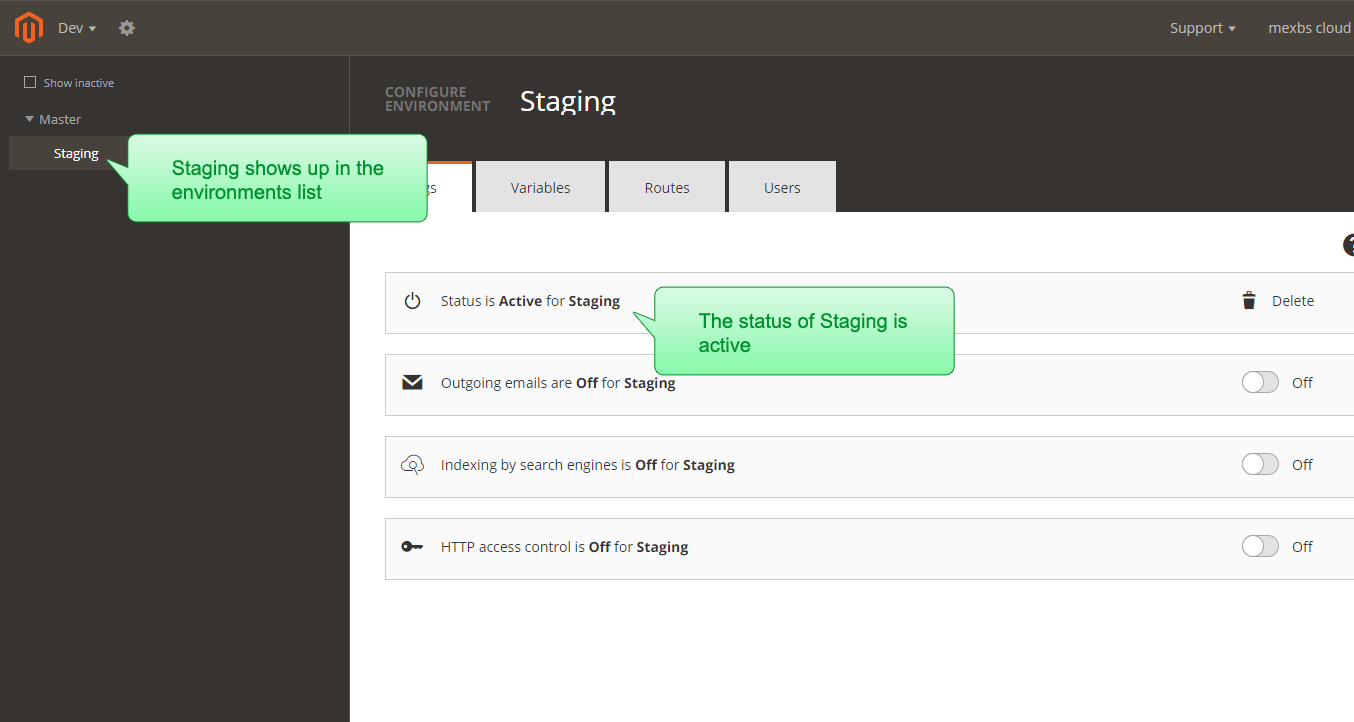 Dev
Support
mexbs cloud
Show inactive
CONFIGURE
ENVIRONMENT
Staging
Master
Staging
Staging shows up in the
environments list
gs
Variables
Routes
Users
?
Status is Active for Staging
Delete
The status of Staging is
active
Outgoing emails are Off for Staging
Off
Indexing by search engines is Off for Staging
Off
HTTP access control is Off for Staging
Off